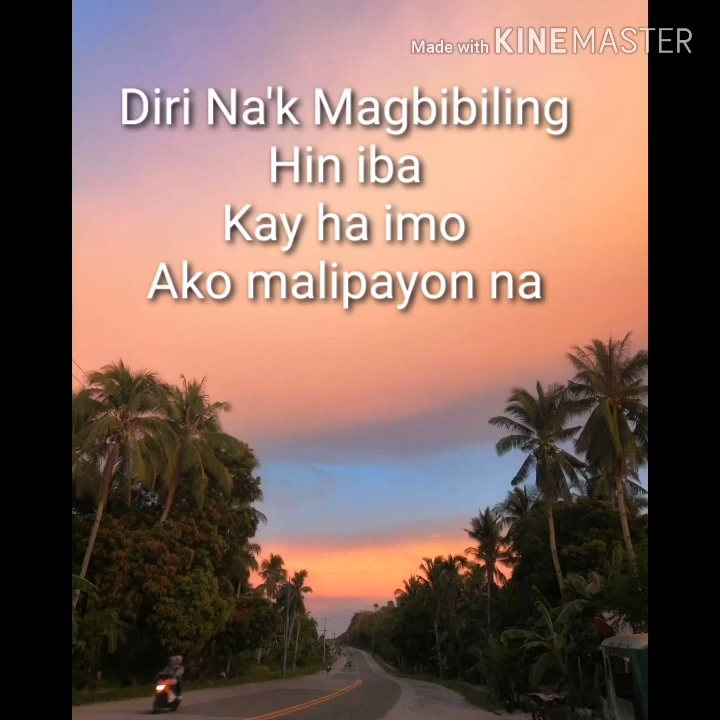 Made with KINEMASTER
Diri Na'k Magbibiling
Hin iba
Kay ha imo
Ako malipayon na